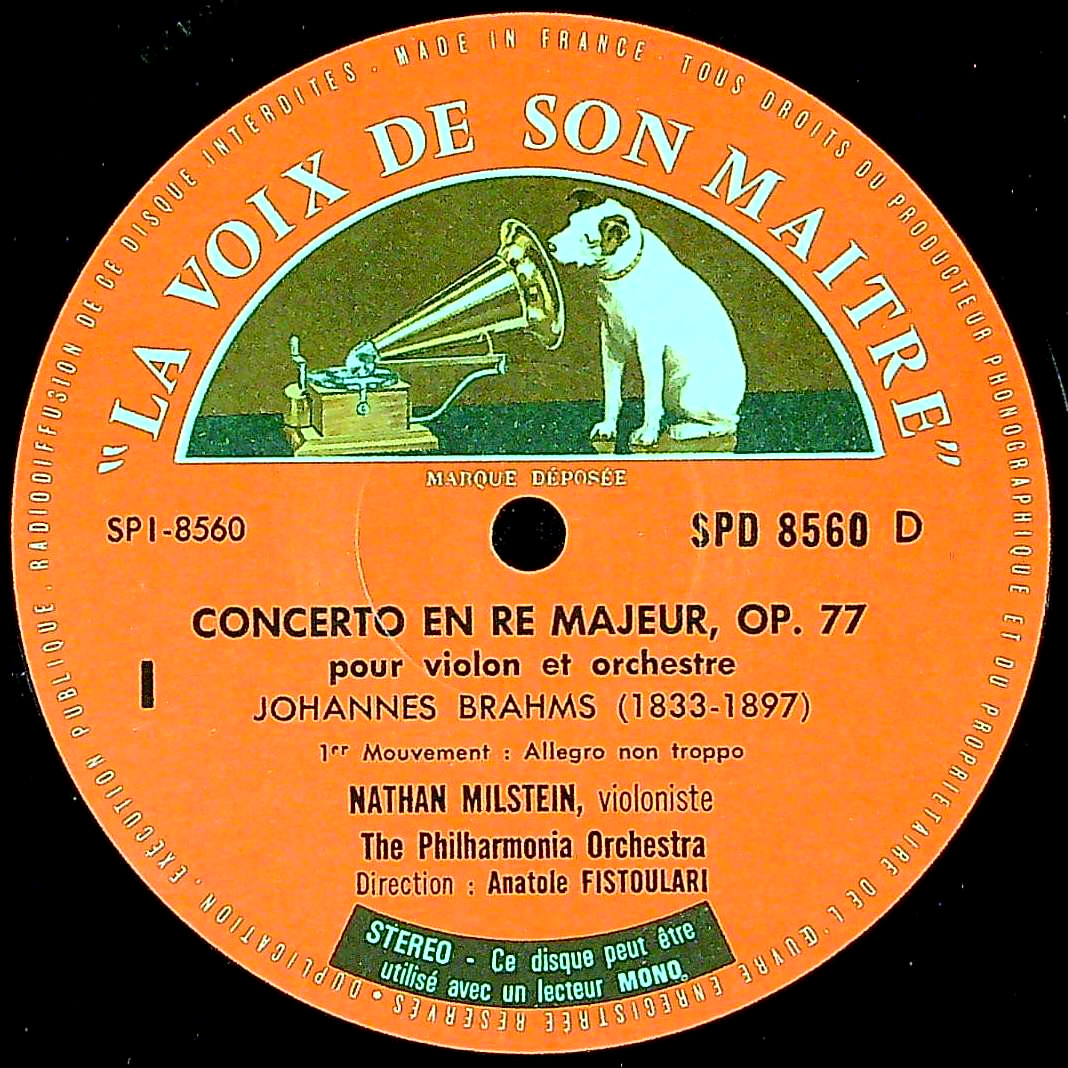 DUPLICATION . EXÉCUTION PUBLIQUE . RADIODIFFUSION DE CE DISQUE INTERDITES . MADE IN FRANCE . TOUS DROITS DU PRODUCTEUR PHONOGRAPHIQUE ET DU PROPRIETAIRE DE L'ŒUVRE ENREGISTRÉE RESERVES •
"LA VOIX DE SON MAITRE"
MARQUE DÉPOSÉE
SPI-8560
SPD 8560 D
CONCERTO EN RE MAJEUR, OP. 77
pour violon et orchestre
I
JOHANNES BRAHMS (1833-1897)
1er Mouvement : Allegro non troppo
NATHAN MILSTEIN, violoniste
The Philharmonia Orchestra
Direction : Anatole FISTOULARI
STEREO - Ce disque peut être
utilisé avec un lecteur MONO.